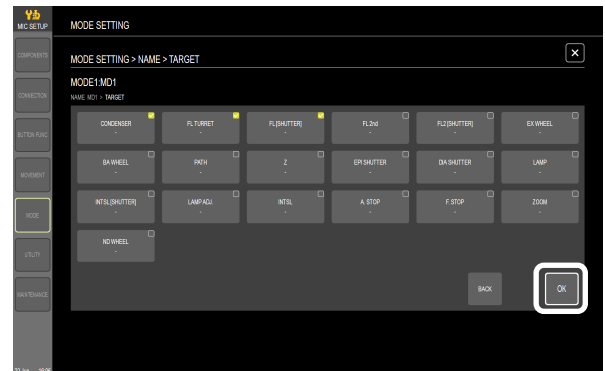 MIC SETUP
MODE SETTING
COMPONENTS
MODE SETTING > NAME > TARGET
MODE1:MD1
CONNECTION
NAME MD1 > TARGET
CONDENSER
-
FL TURRET
-
FL[SHUTTER]
-
FL 2nd
-
FL2[SHUTTER]
-
EX WHEEL
-
BUTTON FUNC.
BA WHEEL
-
PATH
-
Z
-
EPI SHUTTER
-
DIA SHUTTER
-
LAMP
-
MOVEMENT
INTSL[SHUTTER]
-
LAMP ADJ.
-
INTSL
-
A. STOP
-
F. STOP
-
ZOOM
-
MODE
ND WHEEL
-
UTILITY
BACK
OK
MAINTENANCE